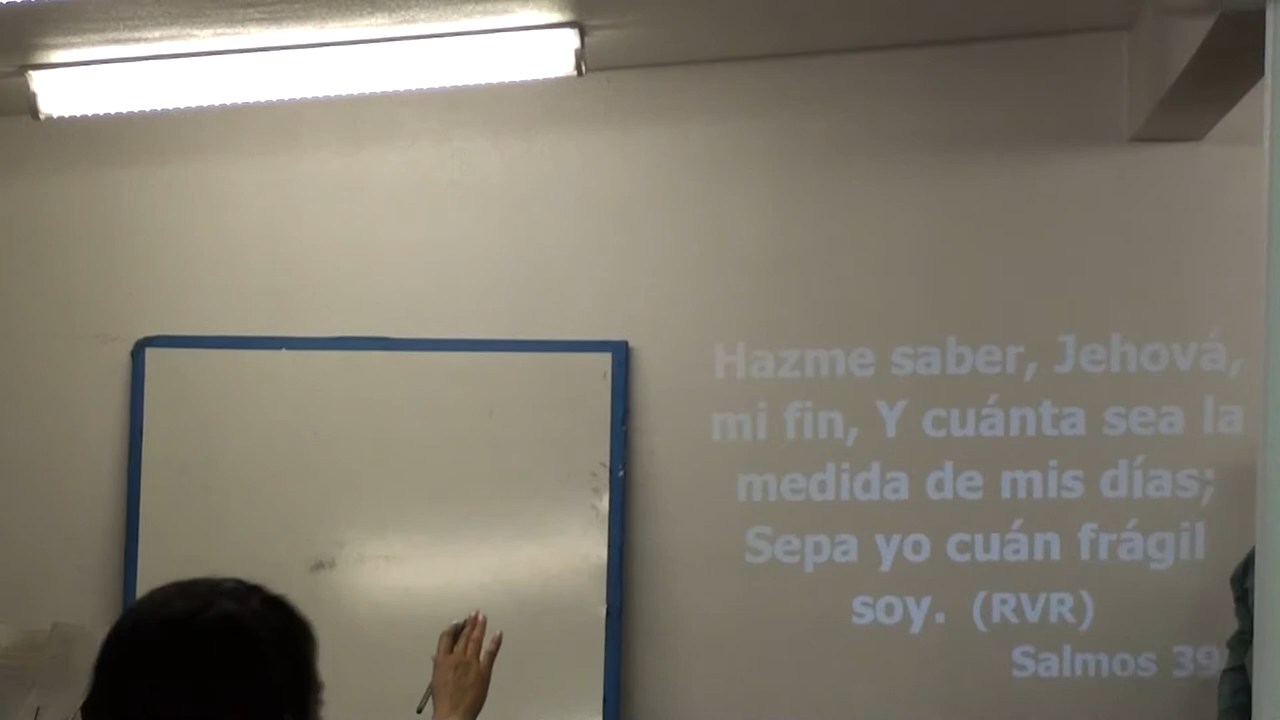 Hazme saber, Jehová,
mi fin, Y cuánta sea la
medida de mis días;
Sepa yo cuán frágil
soy. (RVR)
Salmos 39